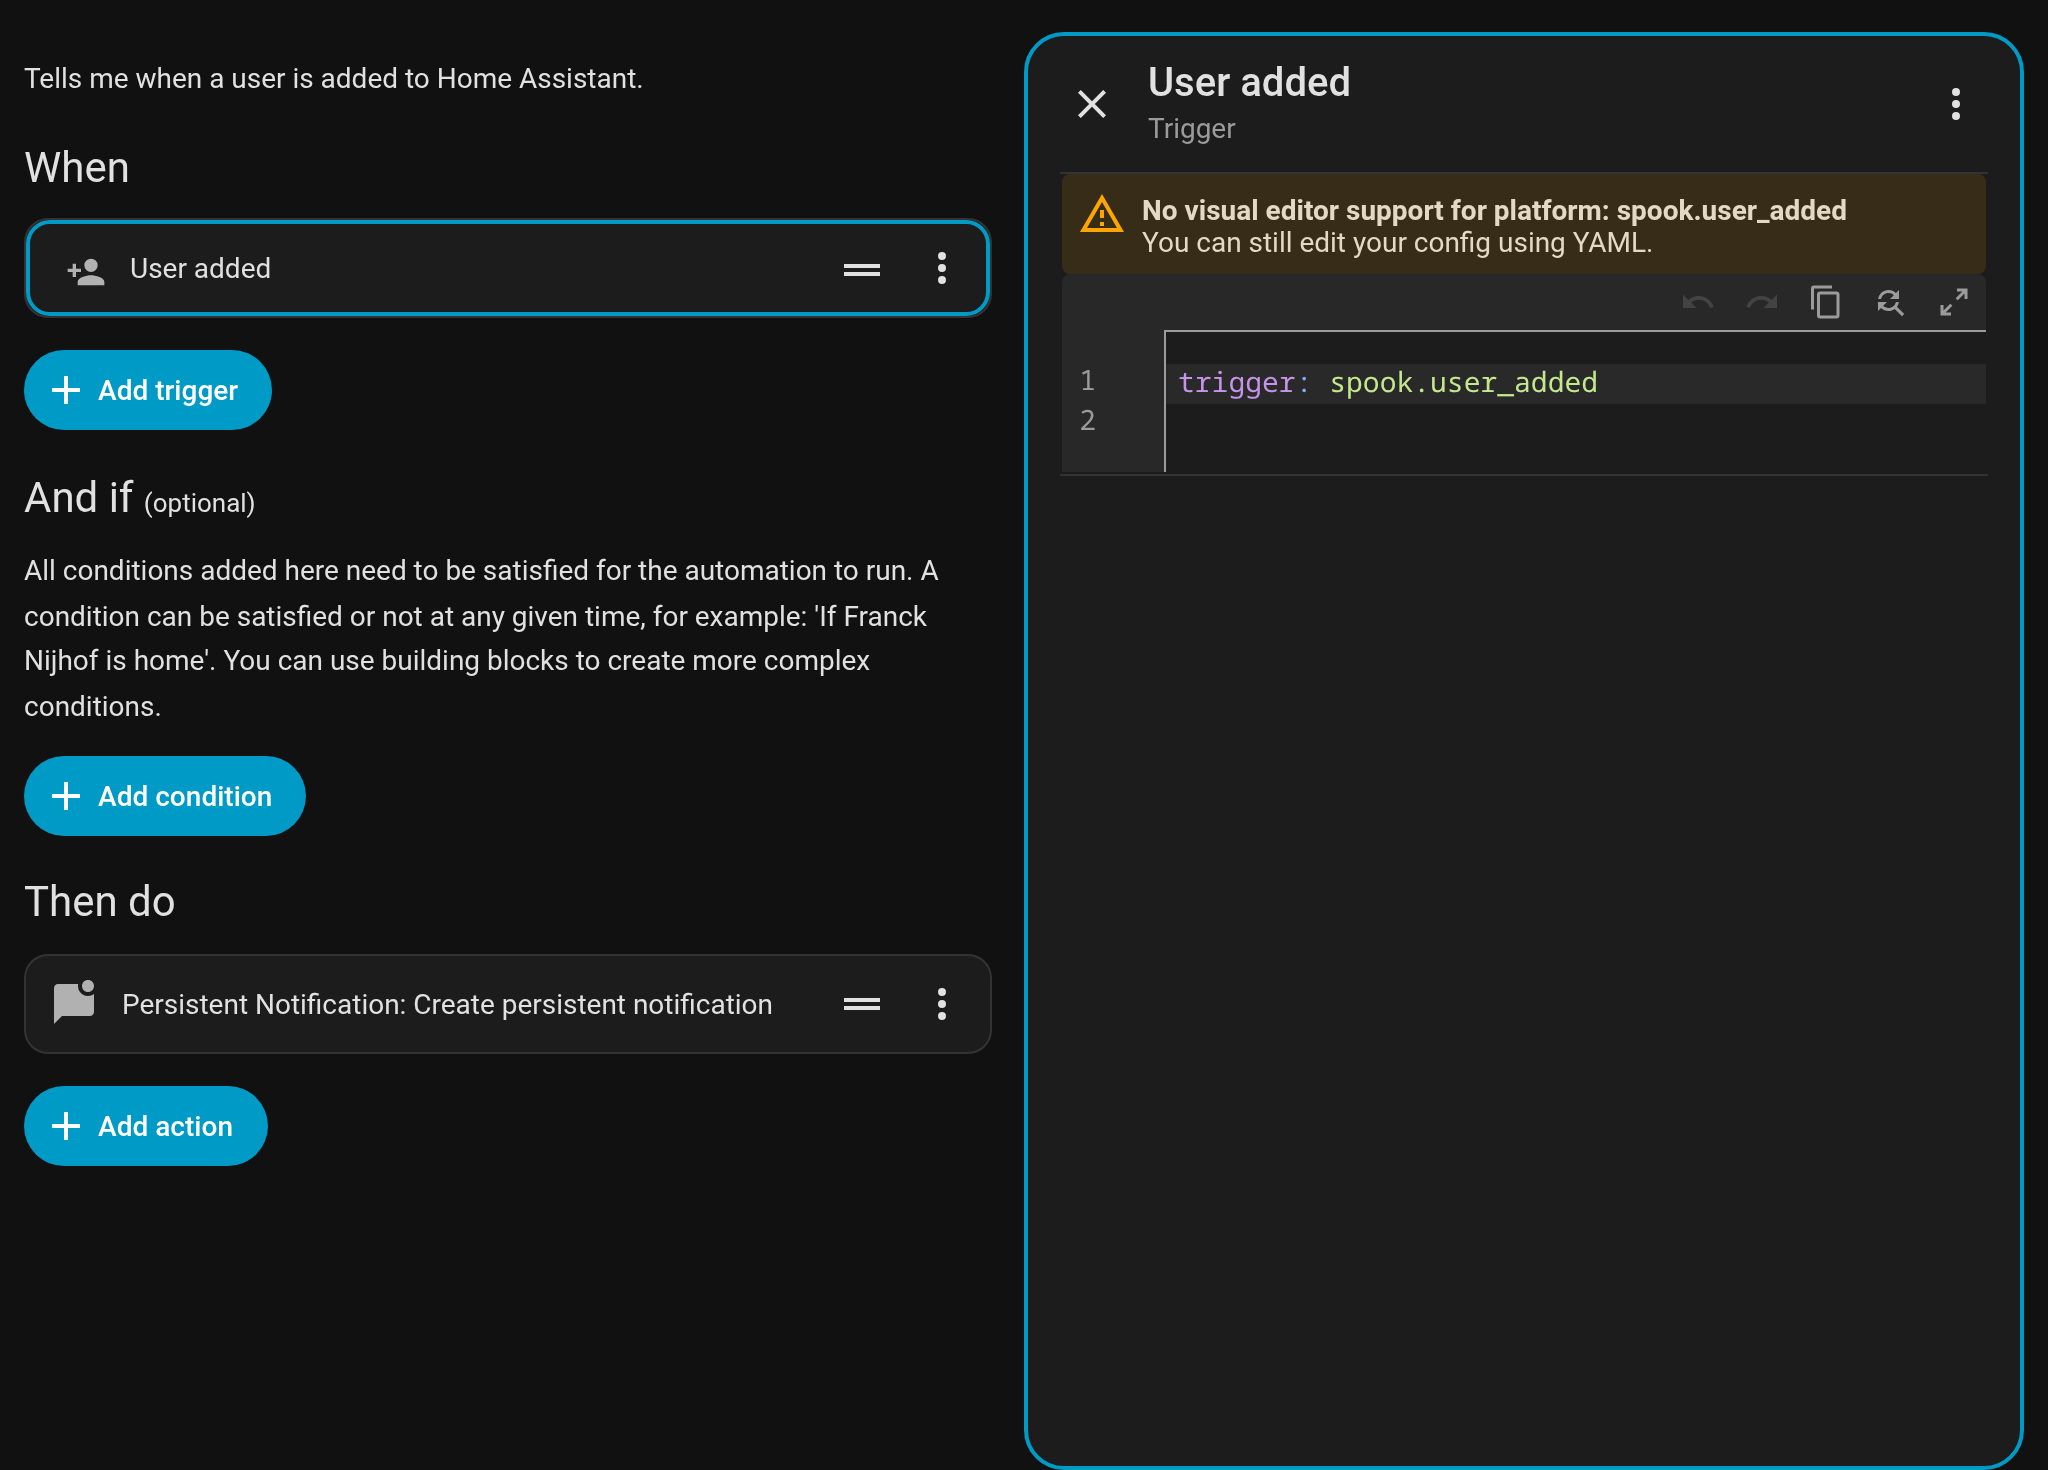 Tells me when a user is added to Home Assistant.
When
User added
Add trigger
And if (optional)
All conditions added here need to be satisfied for the automation to run. A
condition can be satisfied or not at any given time, for example: 'If Franck
Nijhof is home'. You can use building blocks to create more complex
conditions.
Add condition
Then do
Persistent Notification: Create persistent notification
Add action
User added
Trigger
No visual editor support for platform: spook.user_added
You can still edit your config using YAML.
1 trigger: spook.user_added
2